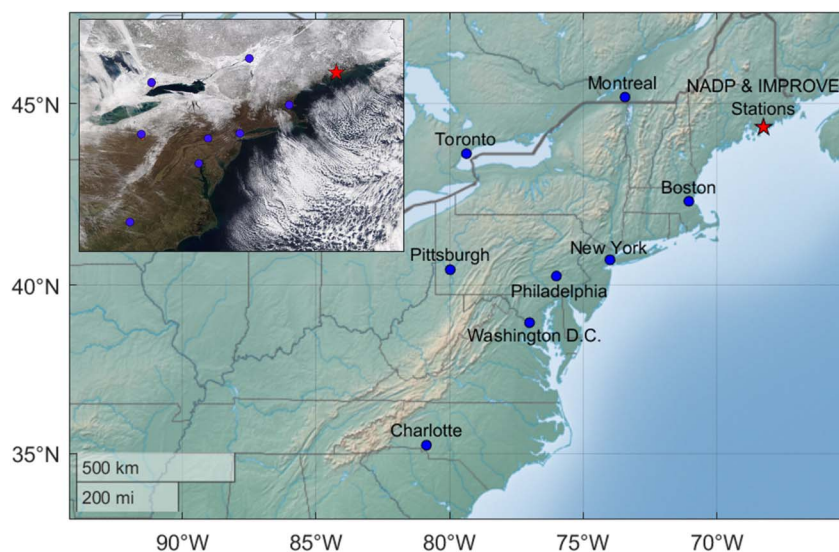 45°N
40°N
35°N
Montreal
NADP & IMPROVE
Stations
Toronto
Boston
New York
Pittsburgh
Philadelphia
Washington D.C.
Charlotte
500 km
200 mi
90°W
85°W
80°W
75°W
70°W